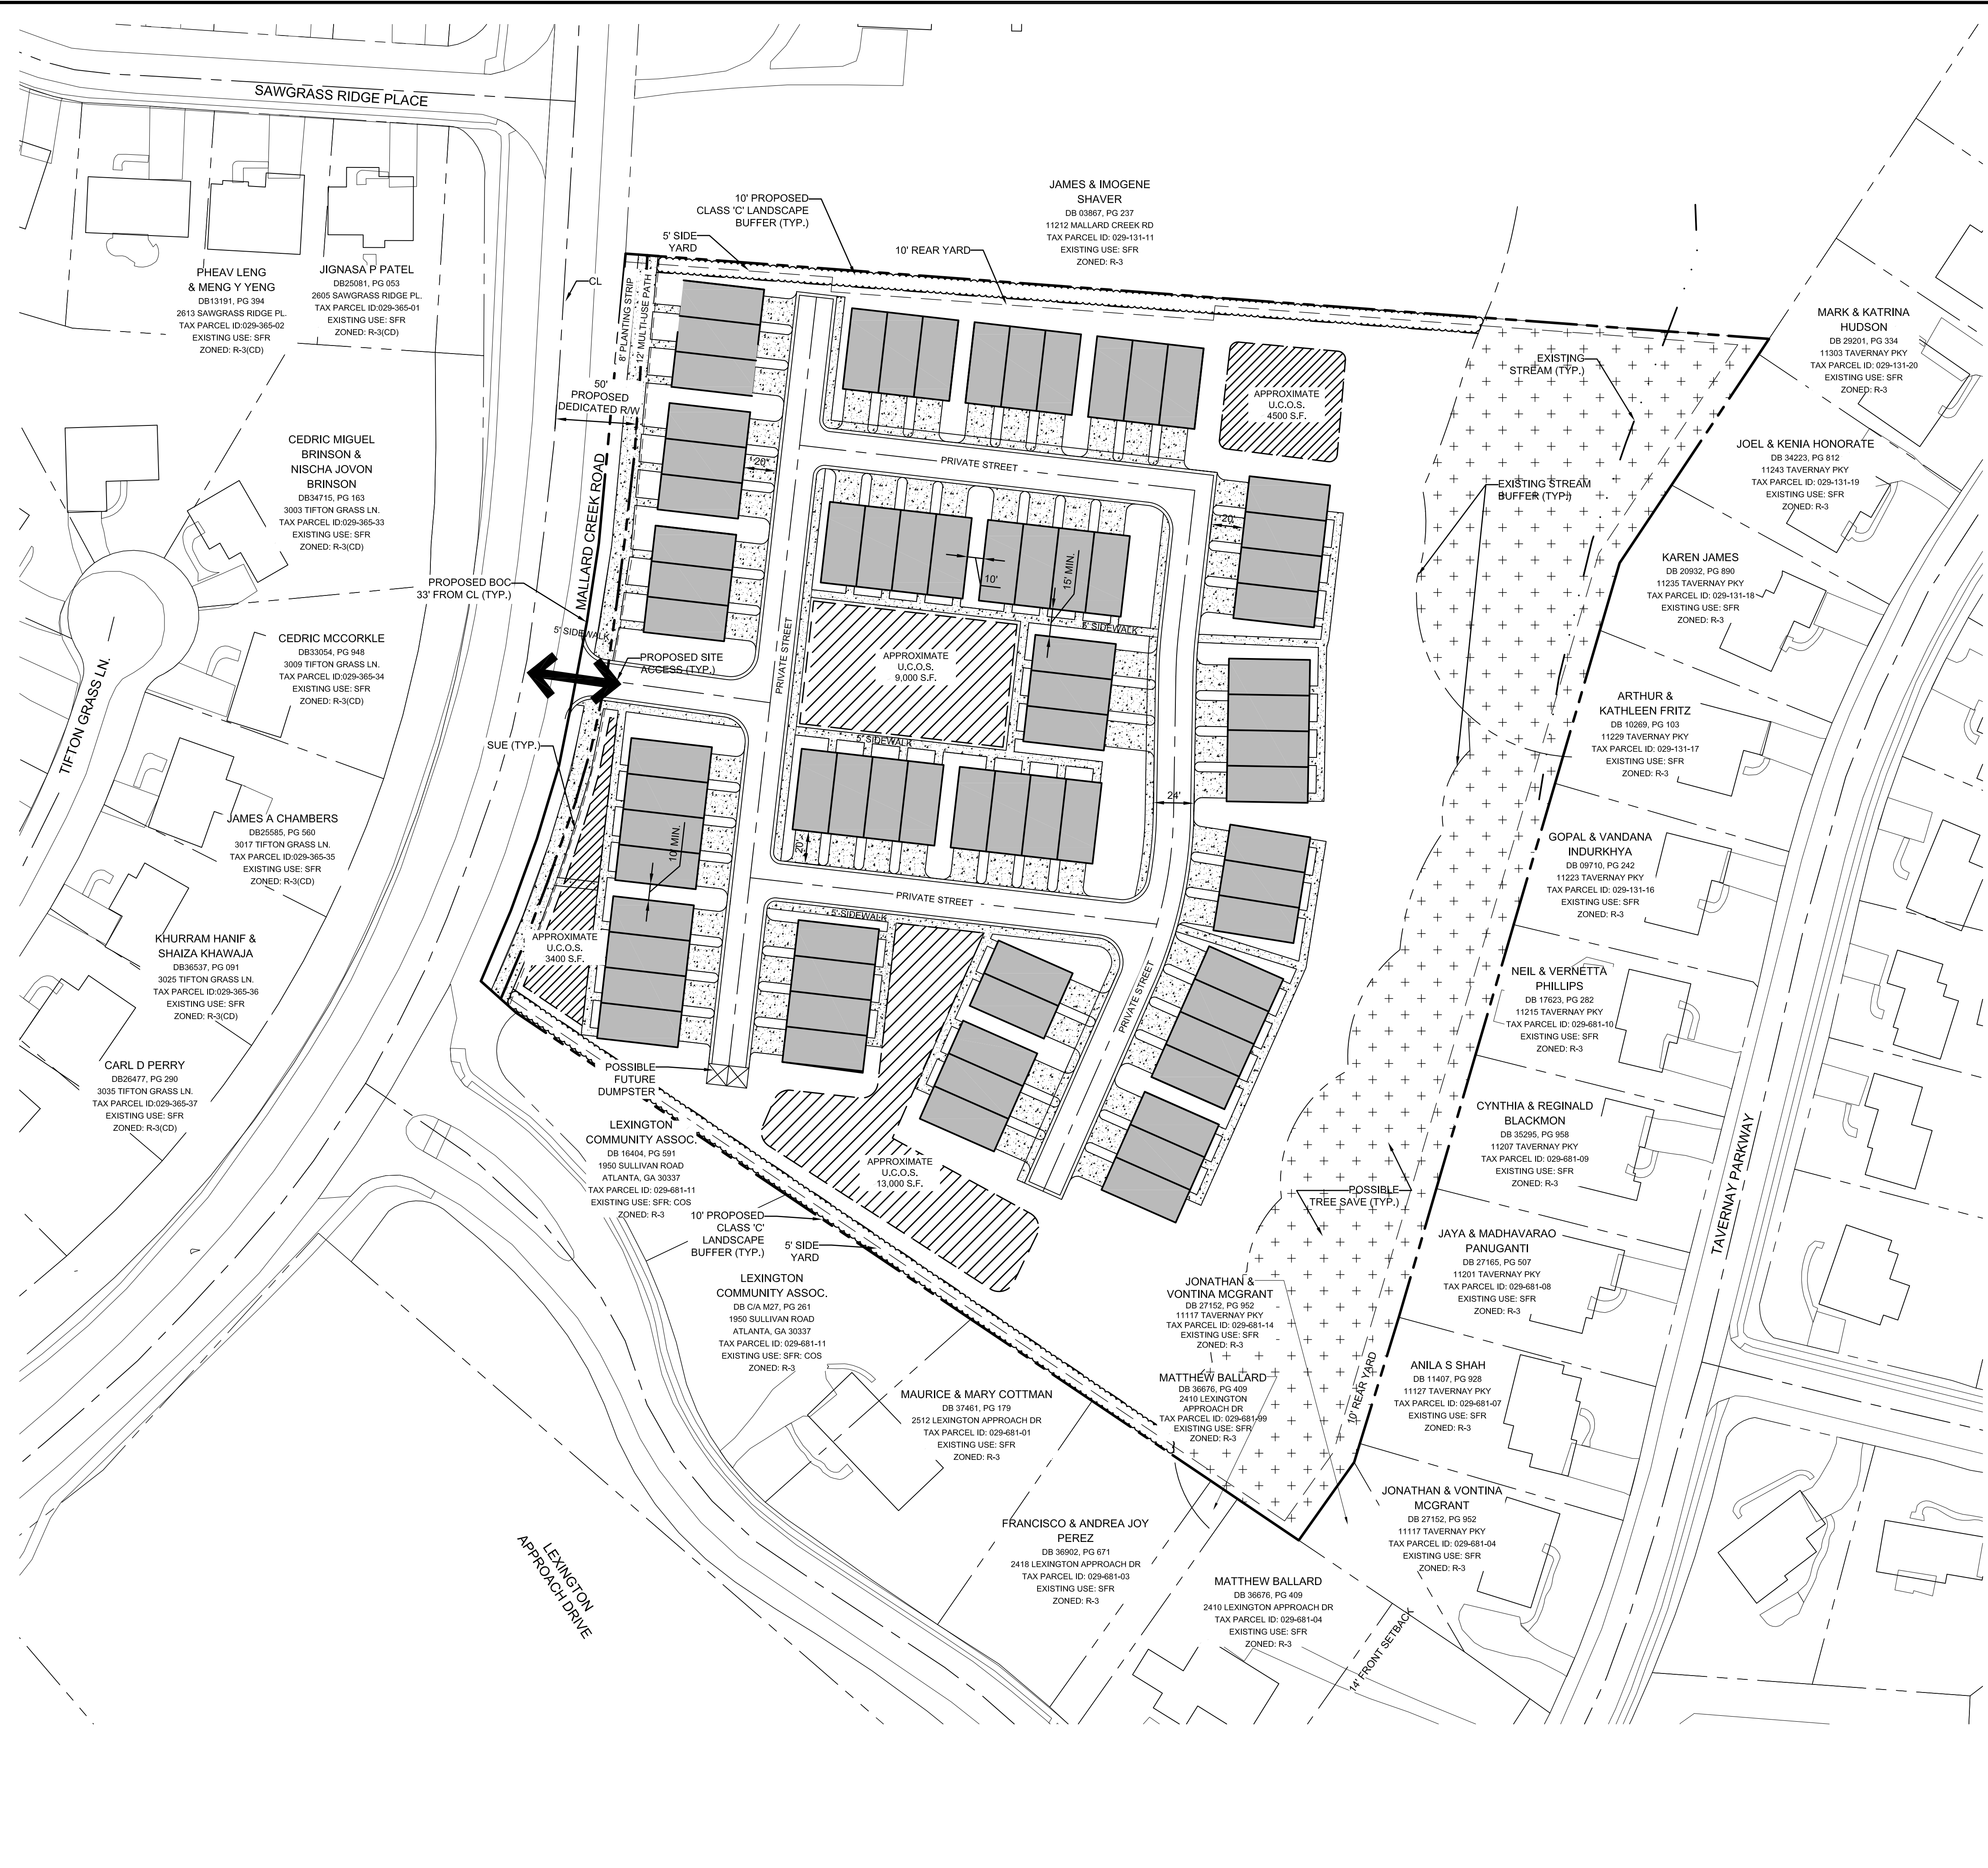 SAWGRASS RIDGE PLACE
PHEAV LENG
& MENG Y YENG
DB13191, PG 394
2613 SAWGRASS RIDGE PL.
TAX PARCEL ID:029-365-02
EXISTING USE: SFR
ZONED: R-3(CD)
JIGNASA P PATEL
DB25081, PG 053
2605 SAWGRASS RIDGE PL.
TAX PARCEL ID:029-365-01
EXISTING USE: SFR
ZONED: R-3(CD)
CL
10' PROPOSED
CLASS 'C' LANDSCAPE
BUFFER (TYP.)
5' SIDE
YARD
10' REAR YARD
JAMES & IMOGENE
SHAVER
DB 03867, PG 237
11212 MALLARD CREEK RD
TAX PARCEL ID: 029-131-11
EXISTING USE: SFR
ZONED: R-3
8' PLANTING STRIP
12' MULTI-USE PATH
50'
PROPOSED
DEDICATED R/W
APPROXIMATE
U.C.O.S.
4500 S.F.
EXISTING
STREAM (TYP.)
MARK & KATRINA
HUDSON
DB 29201, PG 334
11303 TAVERNAY PKY
TAX PARCEL ID: 029-131-20
EXISTING USE: SFR
ZONED: R-3
CEDRIC MIGUEL
BRINSON &
NISCHA JOVON
BRINSON
DB34715, PG 163
3003 TIFTON GRASS LN.
TAX PARCEL ID:029-365-33
EXISTING USE: SFR
ZONED: R-3(CD)
MALLARD CREEK ROAD
20'
PRIVATE STREET
EXISTING STREAM
BUFFER (TYP.)
20'
JOEL & KENIA HONORATE
DB 34223, PG 812
11243 TAVERNAY PKY
TAX PARCEL ID: 029-131-19
EXISTING USE: SFR
ZONED: R-3
PROPOSED BOC
33' FROM CL (TYP.)
10'
15' MIN.
KAREN JAMES
DB 20932, PG 890
11235 TAVERNAY PKY
TAX PARCEL ID: 029-131-18
EXISTING USE: SFR
ZONED: R-3
5' SIDEWALK
5' SIDEWALK
CEDRIC MCCORKLE
DB33054, PG 948
3009 TIFTON GRASS LN.
TAX PARCEL ID:029-365-34
EXISTING USE: SFR
ZONED: R-3(CD)
TIFTON GRASS LN.
PROPOSED SITE
ACCESS (TYP.)
PRIVATE STREET
APPROXIMATE
U.C.O.S.
9,000 S.F.
ARTHUR &
KATHLEEN FRITZ
DB 10269, PG 103
11229 TAVERNAY PKY
TAX PARCEL ID: 029-131-17
EXISTING USE: SFR
ZONED: R-3
SUE (TYP.)
5' SIDEWALK
24'
JAMES A CHAMBERS
DB25585, PG 560
3017 TIFTON GRASS LN.
TAX PARCEL ID:029-365-35
EXISTING USE: SFR
ZONED: R-3(CD)
10' MIN.
20'
GOPAL & VANDANA
INDURKHYA
DB 09710, PG 242
11223 TAVERNAY PKY
TAX PARCEL ID: 029-131-16
EXISTING USE: SFR
ZONED: R-3
PRIVATE STREET
5' SIDEWALK
APPROXIMATE
U.C.O.S.
3400 S.F.
KHURRAM HANIF &
SHAIZA KHAWAJA
DB36537, PG 091
3025 TIFTON GRASS LN.
TAX PARCEL ID:029-365-36
EXISTING USE: SFR
ZONED: R-3(CD)
PRIVATE STREET
NEIL & VERNETTA
PHILLIPS
DB 17623, PG 282
11215 TAVERNAY PKY
TAX PARCEL ID: 029-681-10
EXISTING USE: SFR
ZONED: R-3
CARL D PERRY
DB26477, PG 290
3035 TIFTON GRASS LN.
TAX PARCEL ID:029-365-37
EXISTING USE: SFR
ZONED: R-3(CD)
POSSIBLE
FUTURE
DUMPSTER
LEXINGTON
COMMUNITY ASSOC.
DB 16404, PG 591
1950 SULLIVAN ROAD
ATLANTA, GA 30337
TAX PARCEL ID: 029-681-11
EXISTING USE: SFR: COS
ZONED: R-3
APPROXIMATE
U.C.O.S.
13,000 S.F.
CYNTHIA & REGINALD
BLACKMON
DB 35295, PG 958
11207 TAVERNAY PKY
TAX PARCEL ID: 029-681-09
EXISTING USE: SFR
ZONED: R-3
POSSIBLE
TREE SAVE (TYP.)
TAVERNAY PARKWAY
10' PROPOSED
CLASS 'C'
LANDSCAPE
BUFFER (TYP.)
5' SIDE
YARD
JAYA & MADHAVARAO
PANUGANTI
DB 27165, PG 507
11201 TAVERNAY PKY
TAX PARCEL ID: 029-681-08
EXISTING USE: SFR
ZONED: R-3
LEXINGTON
COMMUNITY ASSOC.
DB C/A M27, PG 261
1950 SULLIVAN ROAD
ATLANTA, GA 30337
TAX PARCEL ID: 029-681-11
EXISTING USE: SFR: COS
ZONED: R-3
JONATHAN &
VONTINA MCGRANT
DB 27152, PG 952
11117 TAVERNAY PKY
TAX PARCEL ID: 029-681-14
EXISTING USE: SFR
ZONED: R-3
MATTHEW BALLARD
DB 36676, PG 409
2410 LEXINGTON
APPROACH DR
TAX PARCEL ID: 029-681-99
EXISTING USE: SFR
ZONED: R-3
10' REAR YARD
ANILA S SHAH
DB 11407, PG 928
11127 TAVERNAY PKY
TAX PARCEL ID: 029-681-07
EXISTING USE: SFR
ZONED: R-3
MAURICE & MARY COTTMAN
DB 37461, PG 179
2512 LEXINGTON APPROACH DR
TAX PARCEL ID: 029-681-01
EXISTING USE: SFR
ZONED: R-3
JONATHAN & VONTINA
MCGRANT
DB 27152, PG 952
11117 TAVERNAY PKY
TAX PARCEL ID: 029-681-04
EXISTING USE: SFR
ZONED: R-3
FRANCISCO & ANDREA JOY
PEREZ
DB 36902, PG 671
2418 LEXINGTON APPROACH DR
TAX PARCEL ID: 029-681-03
EXISTING USE: SFR
ZONED: R-3
LEXINGTON
APPROACH DRIVE
MATTHEW BALLARD
DB 36676, PG 409
2410 LEXINGTON APPROACH DR
TAX PARCEL ID: 029-681-04
EXISTING USE: SFR
ZONED: R-3
14' FRONT SETBACK